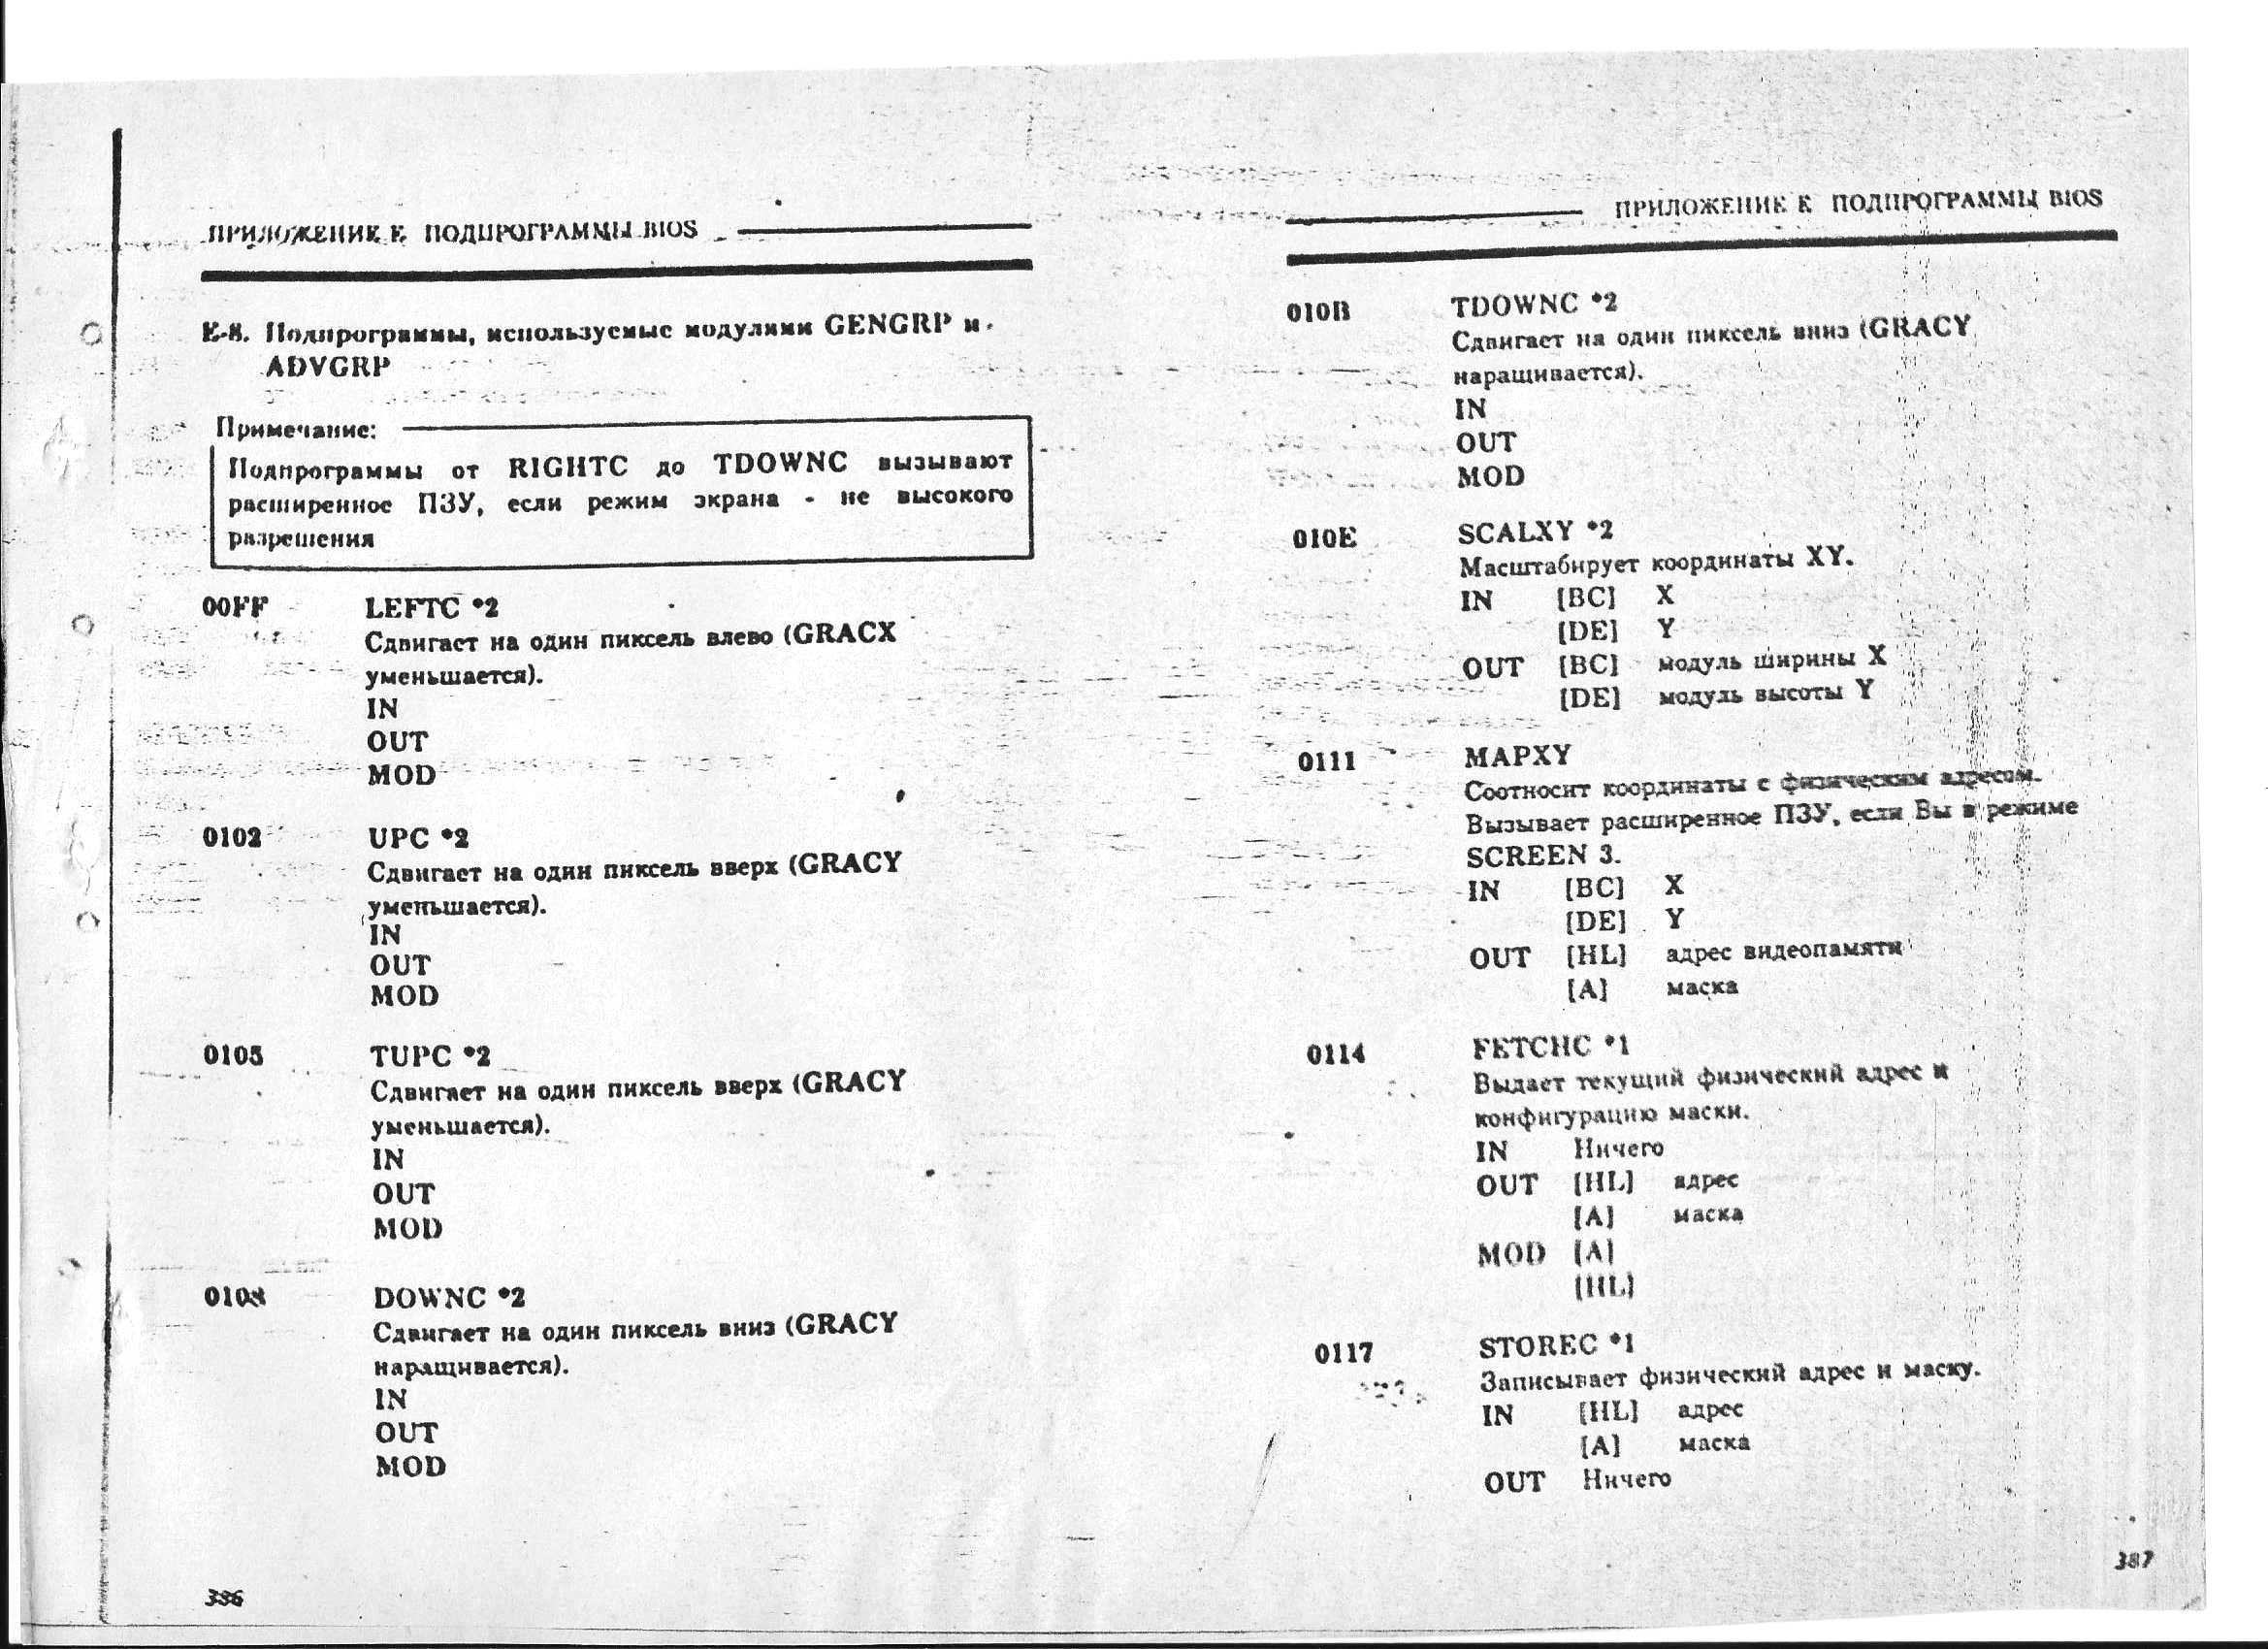 ПРИЛОЖЕНИЕ E ПОДПРОГРАММЫ BIOS
E-8. Подпрограммы, используемые модулями GENGRP и
ADVGRP
Примечание:
Подпрограммы от RIGHTC до TDOWNC вызывают
расширенное ПЗУ, если режим экрана - не высокого
разрешения
00FF LEFTC *2
Сдвигает на один пиксель влево (GRACX
уменьшается).
IN
OUT
MOD
0102 UPC *2
Сдвигает на один пиксель вверх (GRACY
уменьшается).
IN
OUT
MOD
0105 TUPC *2
Сдвигает на один пиксель вверх (GRACY
уменьшается).
IN
OUT
MOD
0108 DOWNC *2
Сдвигает на один пиксель вниз (GRACY
наращивается).
IN
OUT
MOD
386
ПРИЛОЖЕНИЕ E ПОДПРОГРАММЫ BIOS
010B TDOWNC *2
Сдвигает на один пиксель вниз (GRACY
наращивается).
IN
OUT
MOD
010E SCALXY *2
Масштабирует координаты XY.
IN [BC] X
[DE] Y
OUT [BC] модуль ширины X
[DE] модуль высоты Y
0111 MAPXY
Соотносит координаты с физическим адресом.
Вызывает расширенное ПЗУ, если Вы в режиме
SCREEN 3.
IN [BC] X
[DE] Y
OUT [HL] адрес видеопамяти
[A] маска
0114 FETCHC *1
Выдает текущий физический адрес и
конфигурацию маски.
IN Ничего
OUT [HL] адрес
[A] маска
MOD [A]
[HL]
0117 STOREC *1
Записывает физический адрес и маску.
IN [HL] адрес
[A] маска
OUT Ничего
387